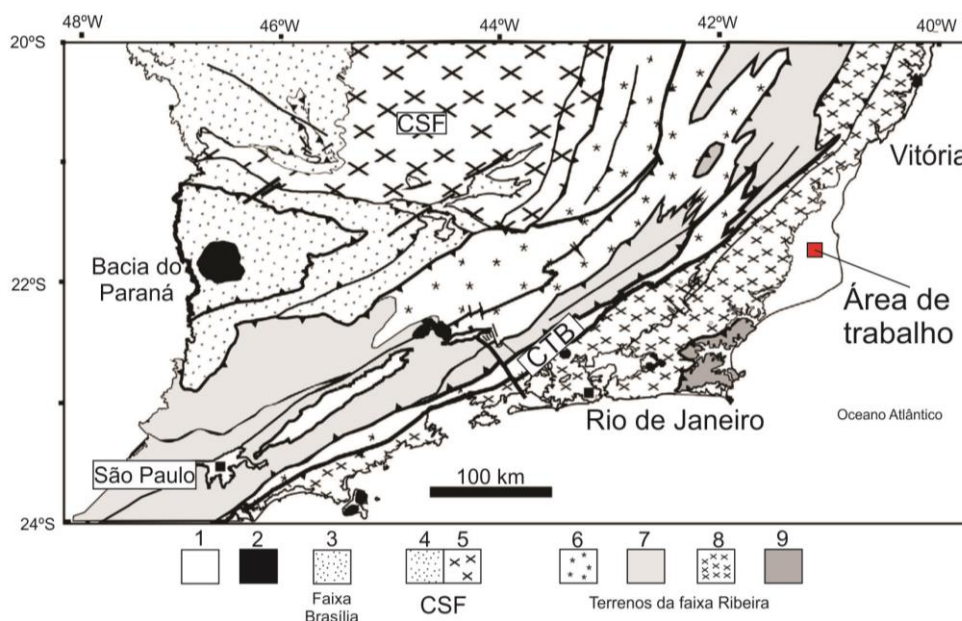 48ºW
46ºW
44ºW
42ºW
40ºW
20ºS
CSF
Vitória
Bacia do
Paraná
22ºS
Área de
trabalho
CTB
Rio de Janeiro
Oceano Atlântico
São Paulo
100 km
24ºS
1 2 3 4 5 6 7 8 9
Faixa
Brasília
CSF
Terrenos da faixa Ribeira